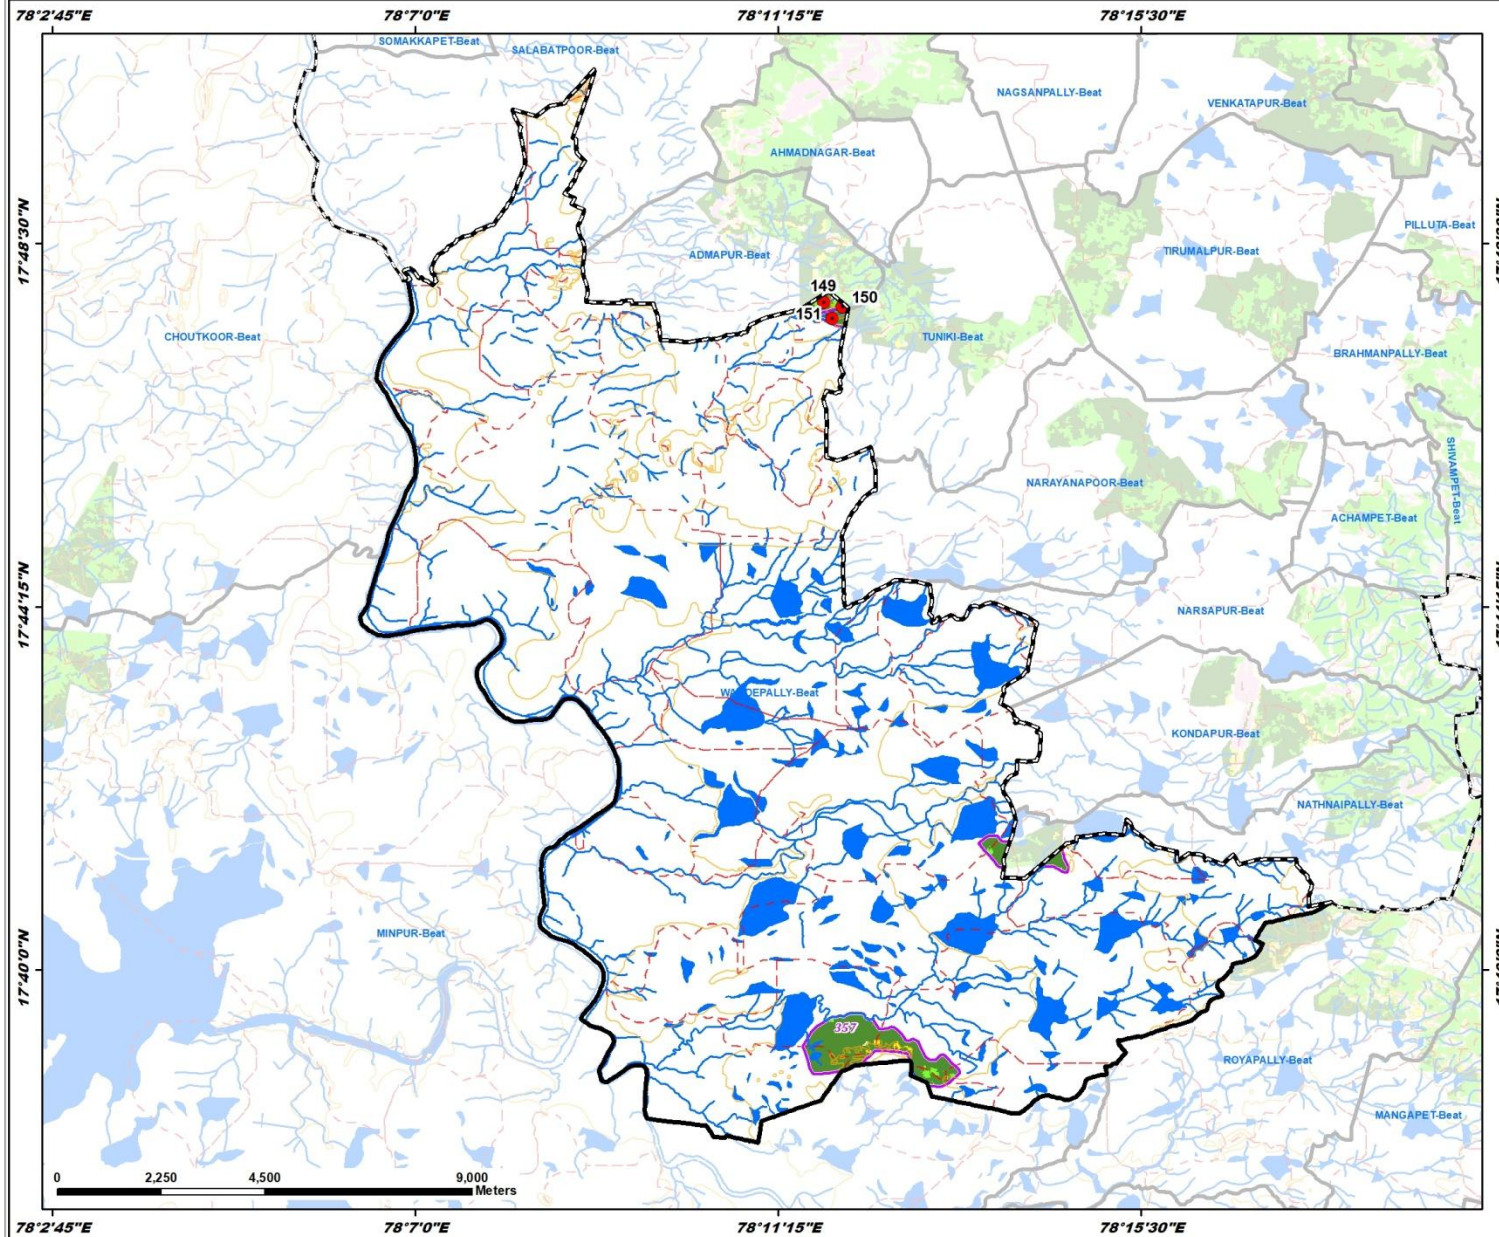 78°2'45"E 78°7'0"E 78°11'15"E 78°15'30"E
SOMAKKAPET-Beat
SALABATPOOR-Beat
NAGSANPALLY-Beat
VENKATAPUR-Beat
AHMADNAGAR-Beat
17°48'30"N
PILLUTA-Beat
ADMAPUR-Beat
TIRUMALPUR-Beat
149
150
151
CHOUTKOOR-Beat
TUNIKI-Beat
BRAHMANPALLY-Beat
SHIVAMPET-Beat
NARAYANAPOOR-Beat
ACHAMPET-Beat
17°44'15"N
NARSAPUR-Beat
KONDAPUR-Beat
NATHNAIPALLY-Beat
MINPUR-Beat
17°40'0"N
357
ROYAPALLY-Beat
MANGAPET-Beat
0 2,250 4,500 9,000
Meters
78°2'45"E 78°7'0"E 78°11'15"E 78°15'30"E